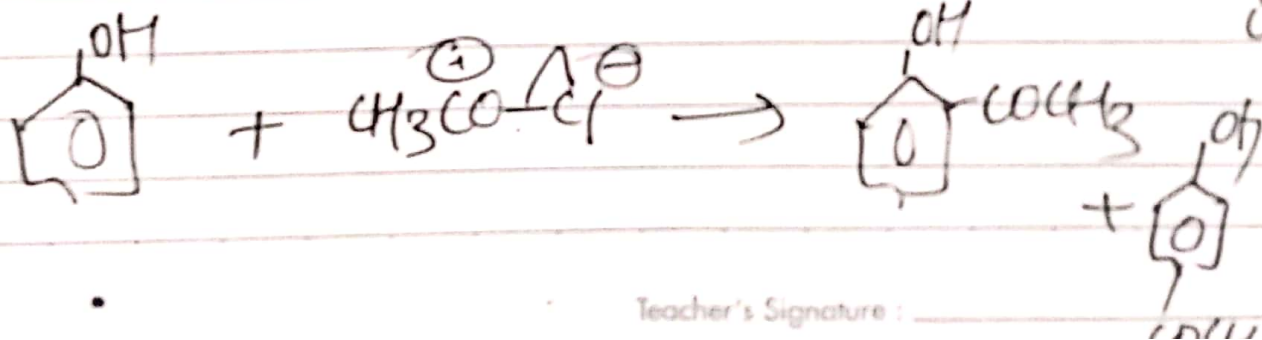 OH OH
+ CH3CO-Cl ⊕ ⊖ → COCH3
+ OH
Teacher's Signature :